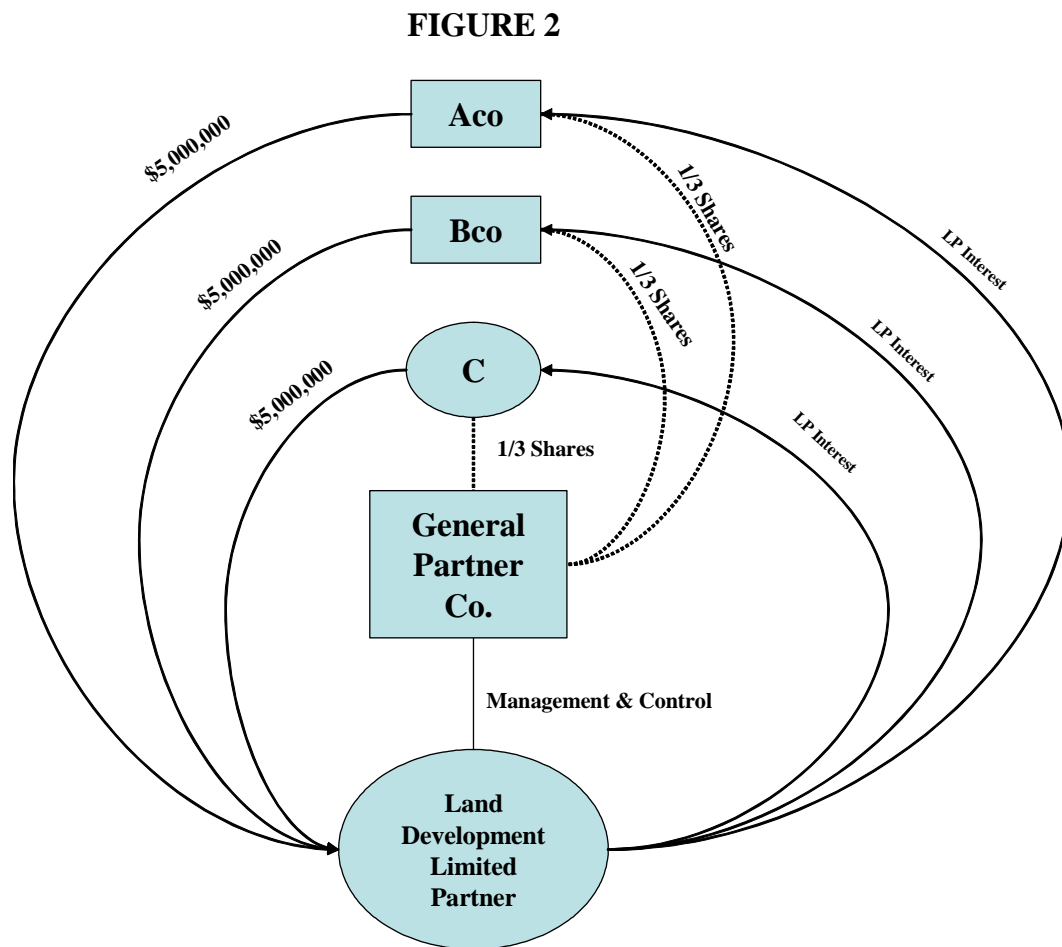 FIGURE 2
Aco
$5,000,000
1/3 Shares
Bco
$5,000,000
1/3 Shares
LP Interest
C
$5,000,000
LP Interest
LP Interest
1/3 Shares
General
Partner
Co.
Management & Control
Land
Development
Limited
Partner